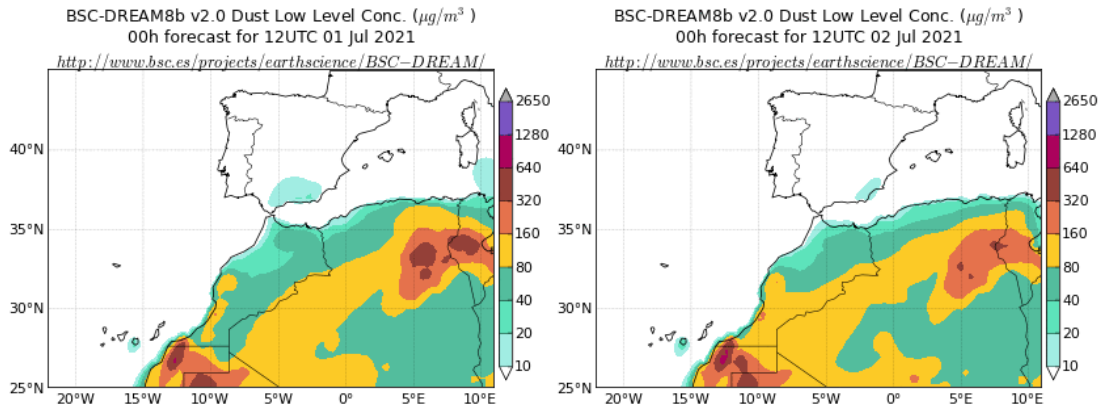 BSC-DREAM8b v2.0 Dust Low Level Conc. (μg/m³ )
00h forecast for 12UTC 01 Jul 2021
http://www.bsc.es/projects/earthscience/BSC−DREAM/
40°N
35°N
30°N
25°N
20°W 15°W 10°W 5°W 0°E 5°E 10°E
2650
1280
640
320
160
80
40
20
10
BSC-DREAM8b v2.0 Dust Low Level Conc. (μg/m³ )
00h forecast for 12UTC 02 Jul 2021
http://www.bsc.es/projects/earthscience/BSC−DREAM/
40°N
35°N
30°N
25°N
20°W 15°W 10°W 5°W 0°E 5°E 10°E
2650
1280
640
320
160
80
40
20
10